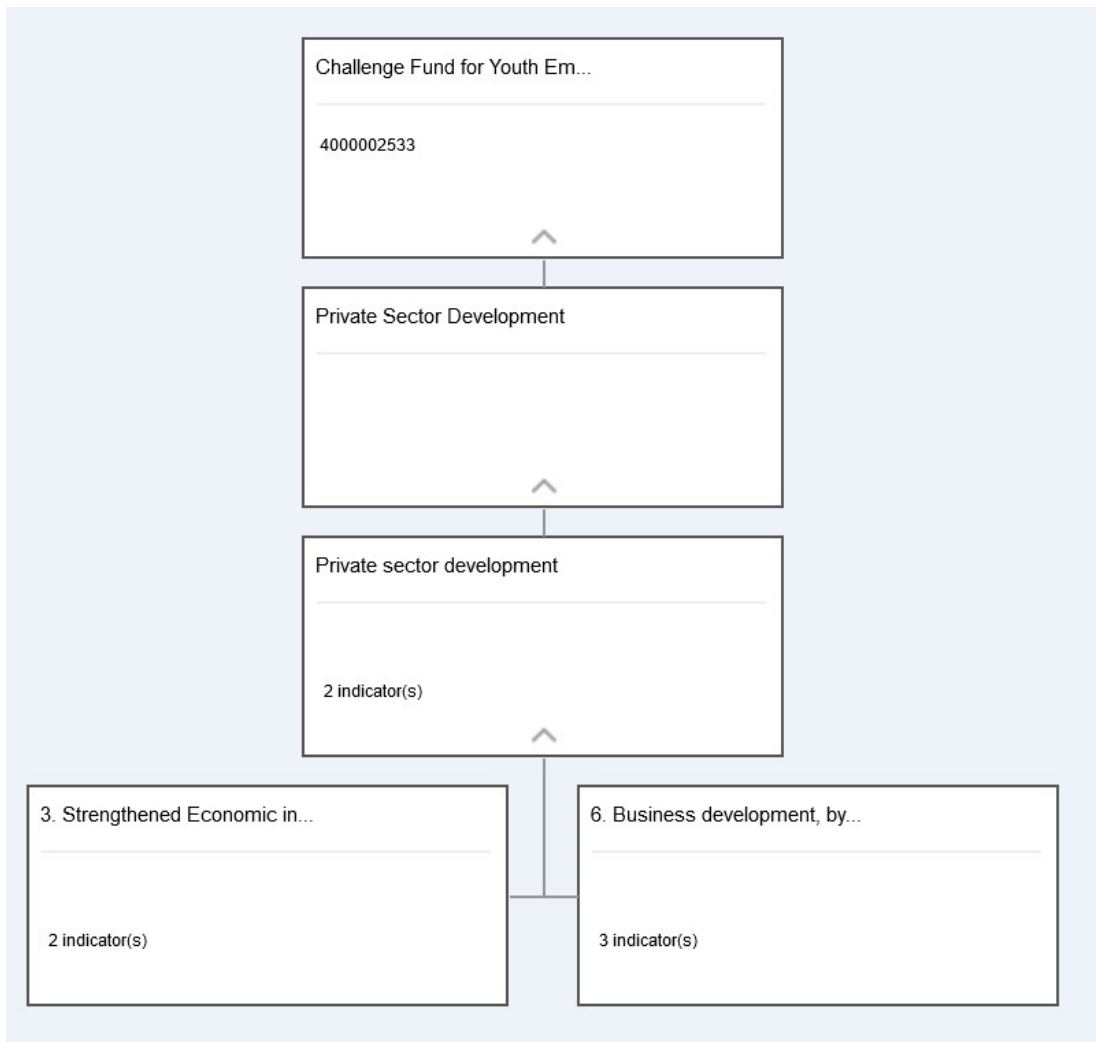 Challenge Fund for Youth Em...
4000002533
Private Sector Development
Private sector development
2 indicator(s)
3. Strengthened Economic in...
2 indicator(s)
6. Business development, by...
3 indicator(s)